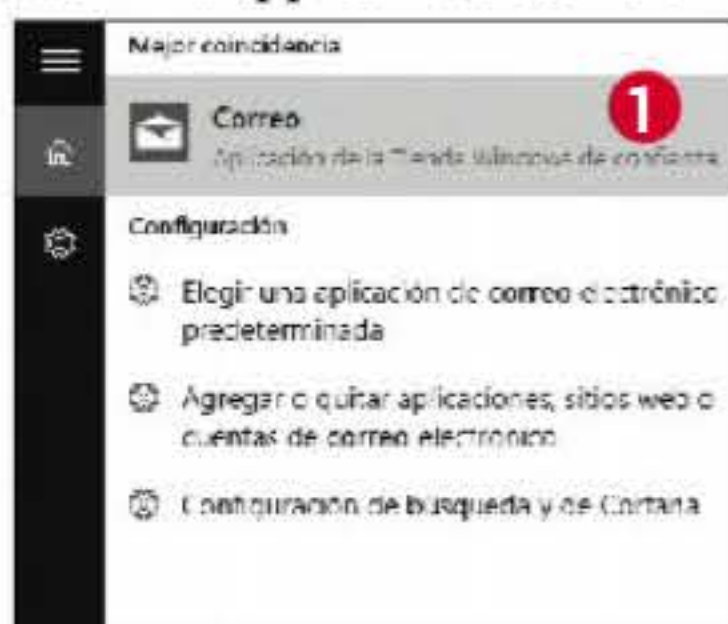 Mejor coincidencia
Correo
1
Aplicación de la Tienda Windows de confianza
Configuración
Elegir una aplicación de correo electrónico
predeterminada
Agregar o quitar aplicaciones, sitios web o
cuentas de correo electrónico
Configuración de búsqueda y de Cortana